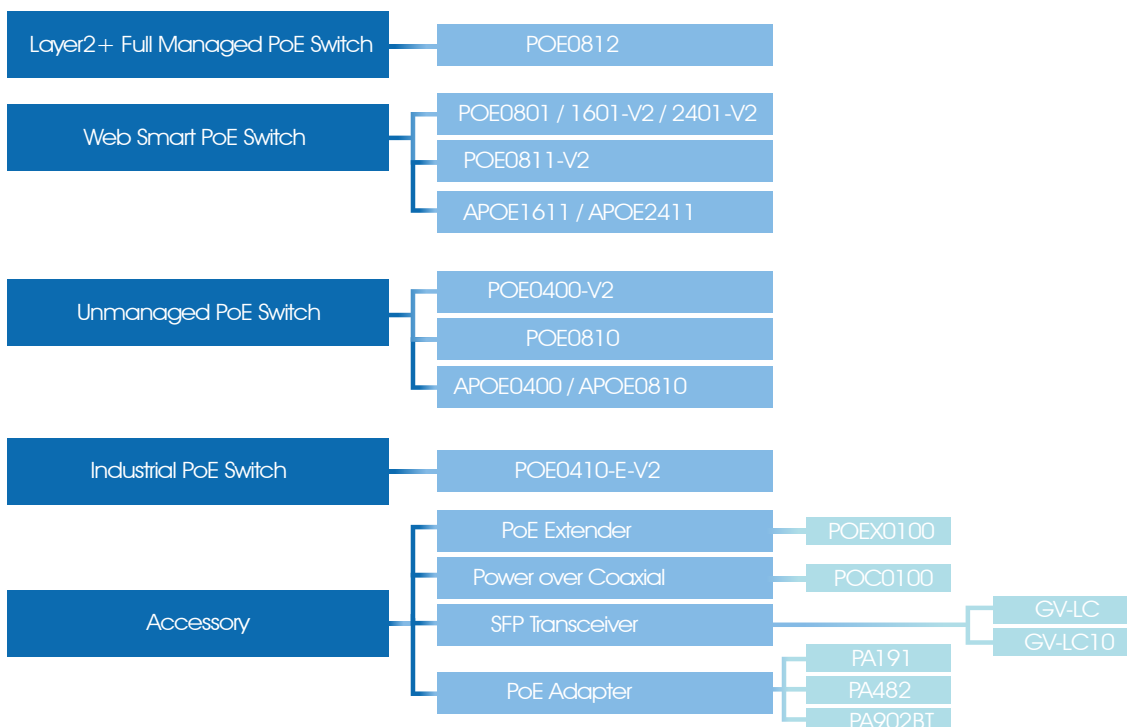 Layer2+ Full Managed PoE Switch
POE0812
Web Smart PoE Switch
POE0801 / 1601-V2 / 2401-V2
POE0811-V2
APOE1611 / APOE2411
Unmanaged PoE Switch
POE0400-V2
POE0810
APOE0400 / APOE0810
Industrial PoE Switch
POE0410-E-V2
Accessory
PoE Extender
POEX0100
Power over Coaxial
POC0100
SFP Transceiver
GV-LC
GV-LC10
PoE Adapter
PA191
PA482
PA902BT